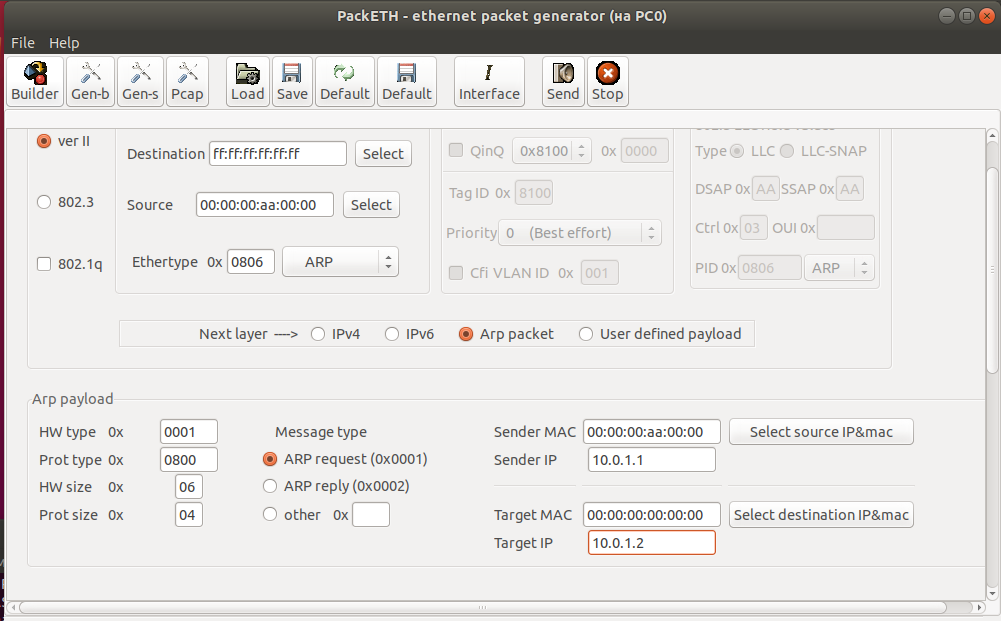 PackETH - ethernet packet generator (на PC0)
File Help
Builder Gen-b Gen-s Pcap Load Save Default Default Interface Send Stop
ver II
Destination ff:ff:ff:ff:ff:ff Select
QinQ 0x8100 0x 0000
Type LLC LLC-SNAP
802.3
Source 00:00:00:aa:00:00 Select
Tag ID 0x 8100
DSAP 0x AA SSAP 0x AA
Priority 0 (Best effort)
Ctrl 0x 03 OUI 0x
802.1q
Ethertype 0x 0806 ARP
Cfi VLAN ID 0x 001
PID 0x 0806 ARP
Next layer ----> IPv4 IPv6 Arp packet User defined payload
Arp payload
HW type 0x 0001 Message type Sender MAC 00:00:00:aa:00:00 Select source IP&mac
Prot type 0x 0800 ARP request (0x0001) Sender IP 10.0.1.1
HW size 0x 06 ARP reply (0x0002)
Prot size 0x 04 other 0x Target MAC 00:00:00:00:00:00 Select destination IP&mac
Target IP 10.0.1.2